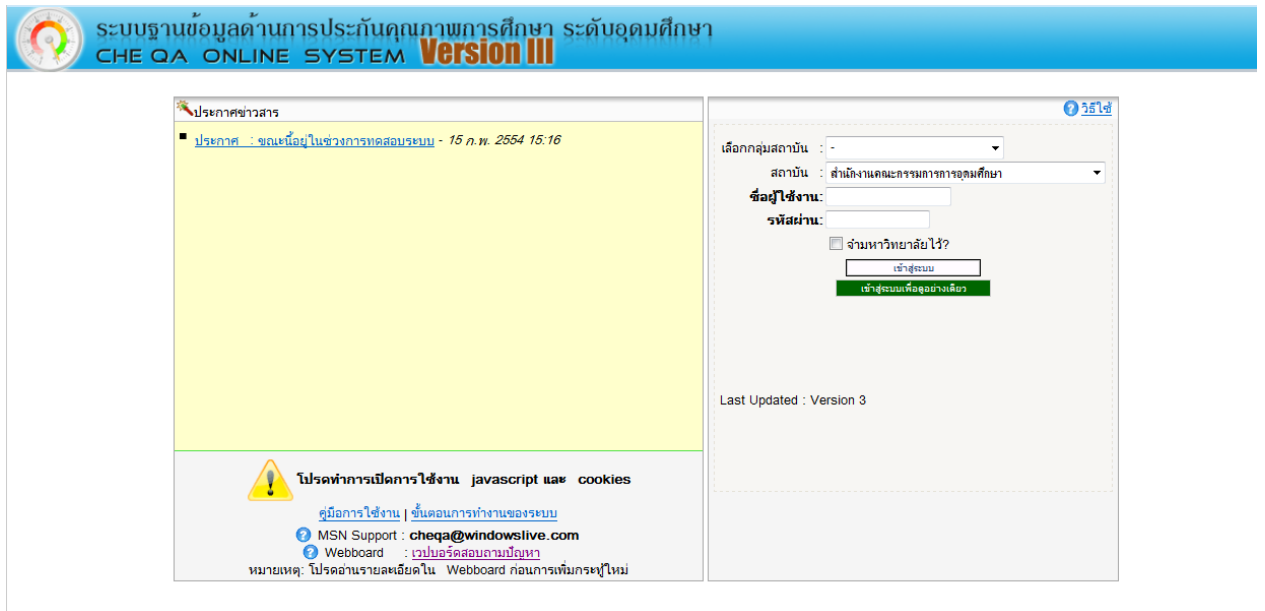 ระบบฐานข้อมูลด้านการประกันคุณภาพการศึกษา ระดับอุดมศึกษา
CHE QA ONLINE SYSTEM Version III
ประกาศข่าวสาร
ประกาศ : ขณะนี้อยู่ในช่วงการทดสอบระบบ - 15 ก.พ. 2554 15:16
โปรดทำการเปิดการใช้งาน javascript และ cookies
คู่มือการใช้งาน | ขั้นตอนการทำงานของระบบ
MSN Support : cheqa@windowslive.com
Webboard : เวปบอร์ดสอบถามปัญหา
หมายเหตุ: โปรดอ่านรายละเอียดใน Webboard ก่อนการเพิ่มกระทู้ใหม่
วิธีใช้
เลือกกลุ่มสถาบัน : -
สถาบัน : สำนักงานคณะกรรมการการอุดมศึกษา
ชื่อผู้ใช้งาน:
รหัสผ่าน:
จำมหาวิทยาลัยไว้?
เข้าสู่ระบบ
เข้าสู่ระบบเพื่อดูอย่างเดียว
Last Updated : Version 3